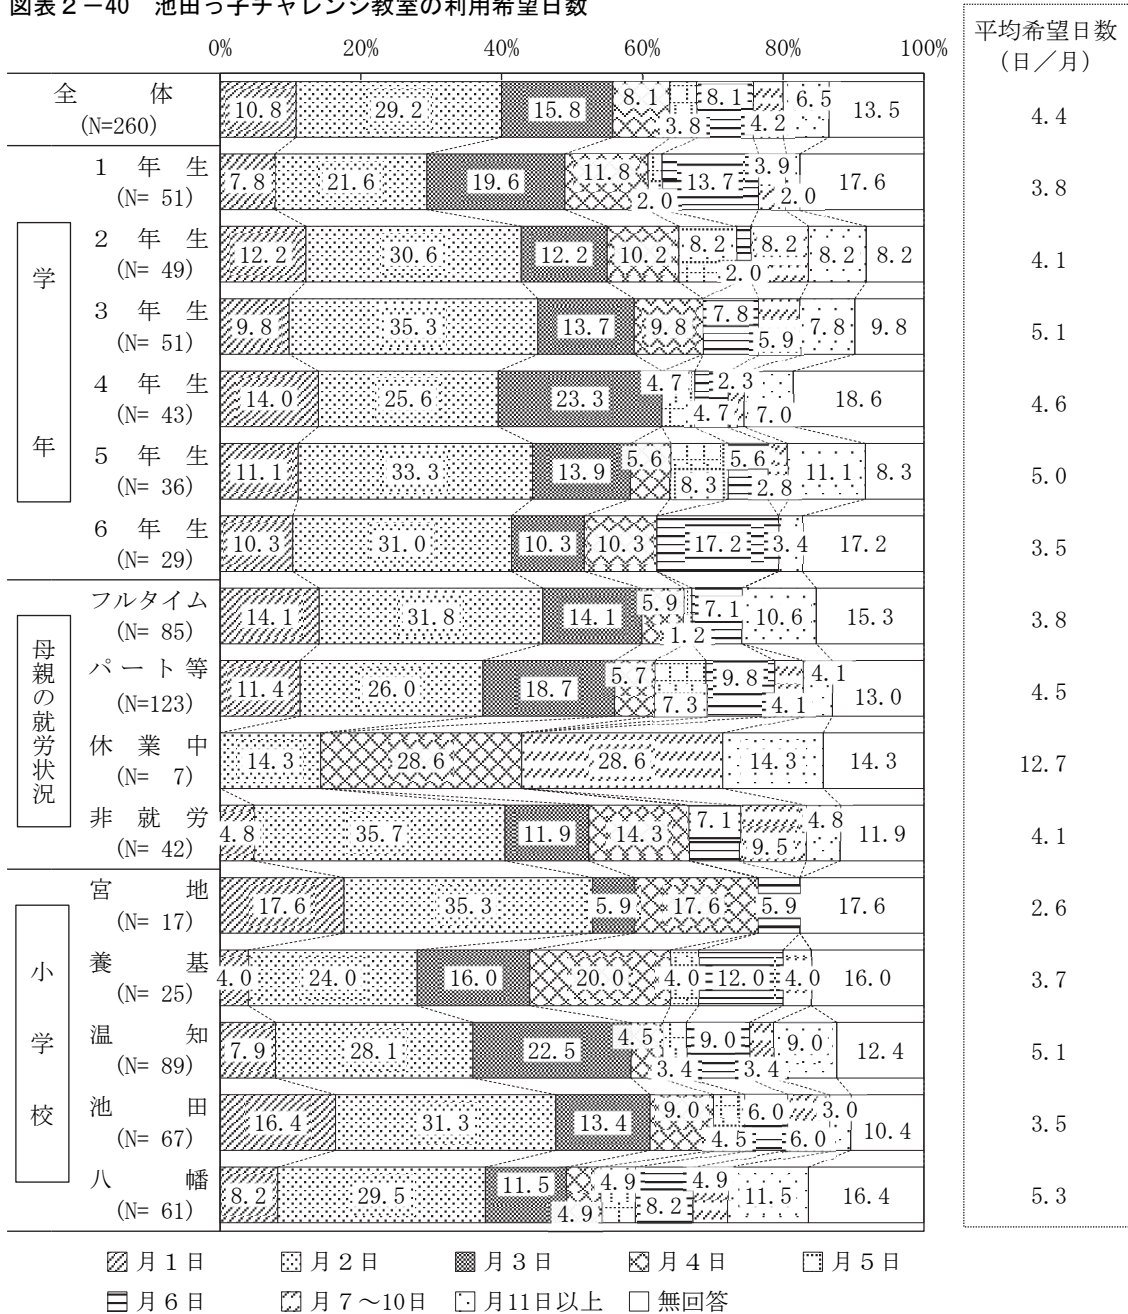 図表２－40　池田っ子チャレンジ教室の利用希望日数
0% 20% 40% 60% 80% 100%
平均希望日数
（日／月）
全体
(N=260)
10.8 29.2 15.8 8.1 3.8 8.1 4.2 6.5 13.5 4.4
学年
１年生
(N= 51)
7.8 21.6 19.6 11.8 2.0 13.7 3.9 2.0 17.6 3.8
２年生
(N= 49)
12.2 30.6 12.2 10.2 8.2 2.0 8.2 8.2 8.2 4.1
３年生
(N= 51)
9.8 35.3 13.7 9.8 7.8 5.9 7.8 9.8 5.1
４年生
(N= 43)
14.0 25.6 23.3 4.7 4.7 2.3 7.0 18.6 4.6
５年生
(N= 36)
11.1 33.3 13.9 5.6 8.3 5.6 2.8 11.1 8.3 5.0
６年生
(N= 29)
10.3 31.0 10.3 10.3 17.2 3.4 17.2 3.5
母親の就労状況
フルタイム
(N= 85)
14.1 31.8 14.1 5.9 1.2 7.1 10.6 15.3 3.8
パート等
(N=123)
11.4 26.0 18.7 5.7 7.3 9.8 4.1 4.1 13.0 4.5
休業中
(N= 7)
14.3 28.6 28.6 14.3 14.3 12.7
非就労
(N= 42)
4.8 35.7 11.9 14.3 7.1 9.5 4.8 11.9 4.1
小学校
宮地
(N= 17)
17.6 35.3 5.9 17.6 5.9 17.6 2.6
養基
(N= 25)
4.0 24.0 16.0 20.0 4.0 12.0 4.0 16.0 3.7
温知
(N= 89)
7.9 28.1 22.5 4.5 3.4 9.0 3.4 9.0 12.4 5.1
池田
(N= 67)
16.4 31.3 13.4 9.0 4.5 6.0 6.0 3.0 10.4 3.5
八幡
(N= 61)
8.2 29.5 11.5 4.9 4.9 8.2 4.9 11.5 16.4 5.3
月１日 月２日 月３日 月４日 月５日
月６日 月７～10日 月11日以上 無回答